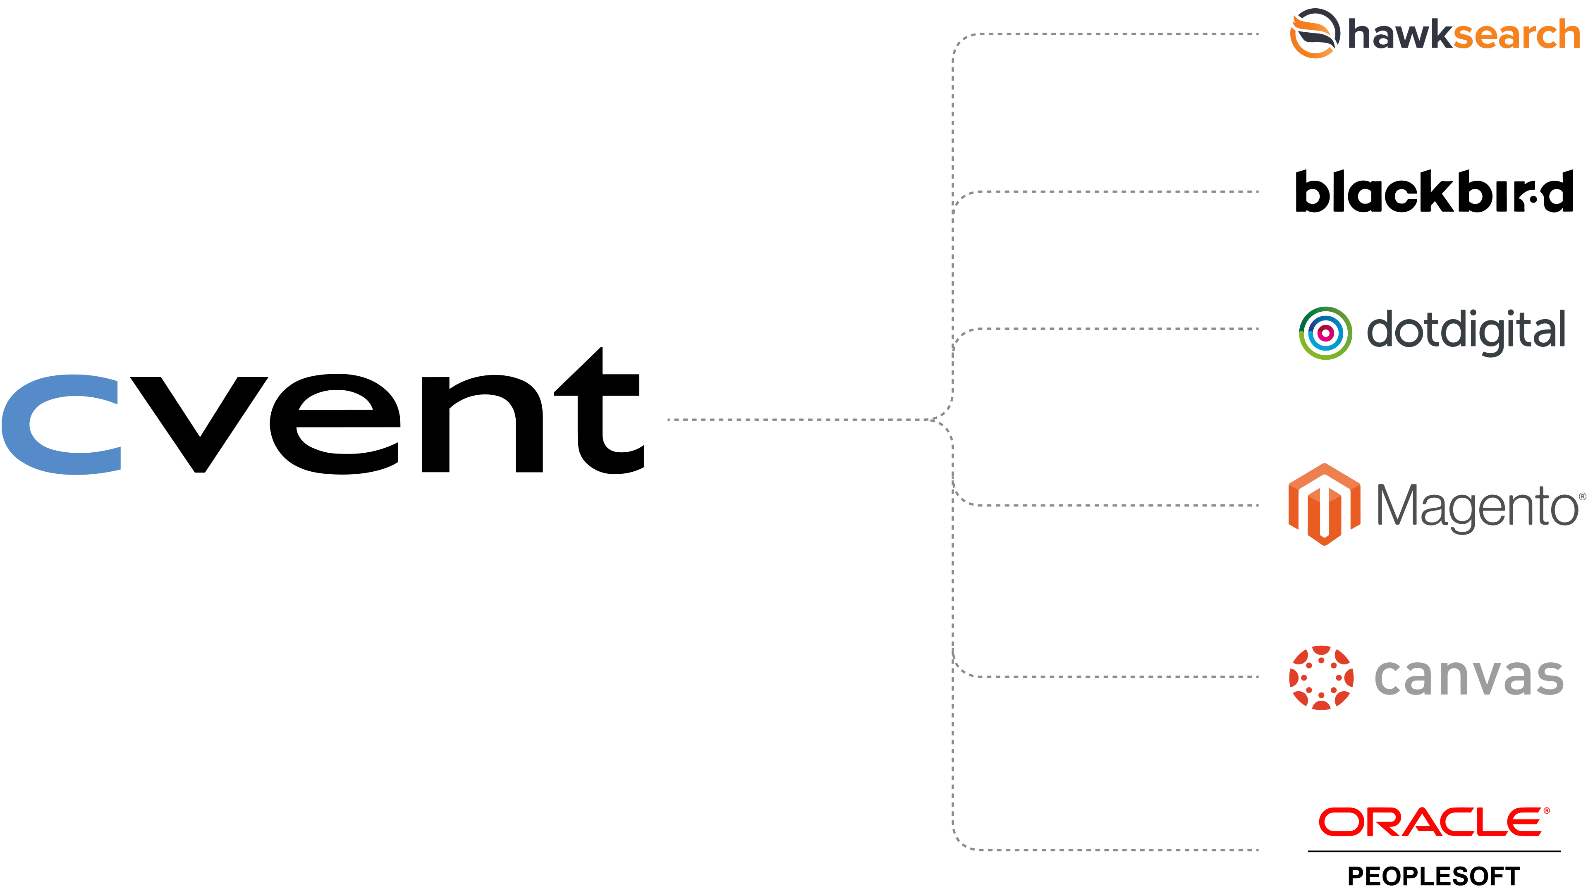 cvent
hawksearch
blackbird
dotdigital
Magento®
canvas
ORACLE®
PEOPLESOFT